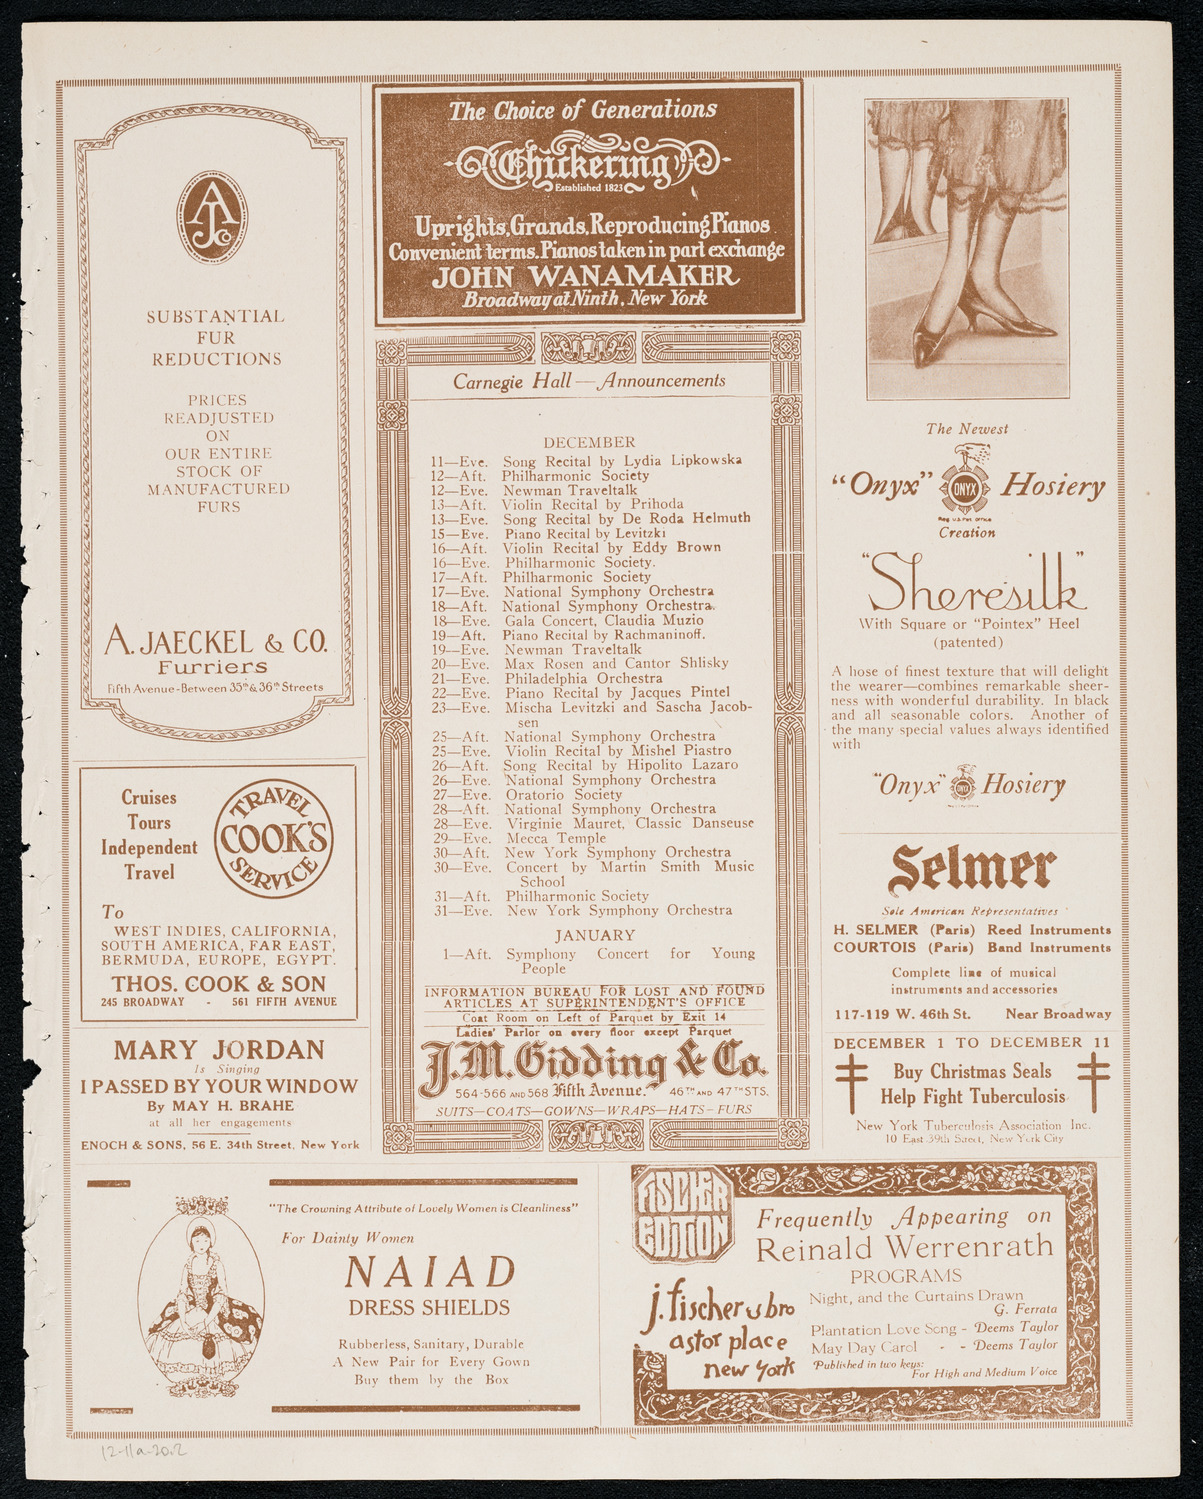 AJCo
SUBSTANTIAL
FUR
REDUCTIONS
PRICES
READJUSTED
ON
OUR ENTIRE
STOCK OF
MANUFACTURED
FURS
A. JAECKEL & CO.
Furriers
Fifth Avenue - Between 35th & 36th Streets
Cruises
Tours
Independent
Travel
TRAVEL
COOK'S
SERVICE
To
WEST INDIES, CALIFORNIA,
SOUTH AMERICA, FAR EAST,
BERMUDA, EUROPE, EGYPT.
THOS. COOK & SON
245 BROADWAY - 561 FIFTH AVENUE
MARY JORDAN
Is Singing
I PASSED BY YOUR WINDOW
By MAY H. BRAHE
at all her engagements
ENOCH & SONS, 56 E. 34th Street, New York
The Choice of Generations
Chickering
Established 1823
Uprights, Grands, Reproducing Pianos
Convenient terms. Pianos taken in part exchange
JOHN WANAMAKER
Broadway at Ninth, New York
Carnegie Hall — Announcements
DECEMBER
11—Eve. Song Recital by Lydia Lipkowska
12—Aft. Philharmonic Society
12—Eve. Newman Traveltalk
13—Aft. Violin Recital by Prihoda
13—Eve. Song Recital by De Roda Helmuth
15—Eve. Piano Recital by Levitzki
16—Aft. Violin Recital by Eddy Brown
16—Eve. Philharmonic Society.
17—Aft. Philharmonic Society
17—Eve. National Symphony Orchestra
18—Aft. National Symphony Orchestra.
18—Eve. Gala Concert, Claudia Muzio
19—Aft. Piano Recital by Rachmaninoff.
19—Eve. Newman Traveltalk
20—Eve. Max Rosen and Cantor Shlisky
21—Eve. Philadelphia Orchestra
22—Eve. Piano Recital by Jacques Pintel
23—Eve. Mischa Levitzki and Sascha Jacob-
sen
25—Aft. National Symphony Orchestra
25—Eve. Violin Recital by Mishel Piastro
26—Aft. Song Recital by Hipolito Lazaro
26—Eve. National Symphony Orchestra
27—Eve. Oratorio Society
28—Aft. National Symphony Orchestra
28—Eve. Virginie Mauret, Classic Danseuse
29—Eve. Mecca Temple
30—Aft. New York Symphony Orchestra
30—Eve. Concert by Martin Smith Music
School
31—Aft. Philharmonic Society
31—Eve. New York Symphony Orchestra
JANUARY
1—Aft. Symphony Concert for Young
People
INFORMATION BUREAU FOR LOST AND FOUND
ARTICLES AT SUPERINTENDENT'S OFFICE
Coat Room on Left of Parquet by Exit 14
Ladies' Parlor on every floor except Parquet
J.M. Gidding & Co.
564-566 AND 568 Fifth Avenue. 46TH AND 47TH STS.
SUITS—COATS—GOWNS—WRAPS—HATS—FURS
The Newest
"Onyx" ONYX Hosiery
Reg. U.S. Pat. Office
Creation
"Sheresilk"
With Square or "Pointex" Heel
(patented)
A hose of finest texture that will delight
the wearer—combines remarkable sheer-
ness with wonderful durability. In black
and all seasonable colors. Another of
the many special values always identified
with
"Onyx" ONYX Hosiery
Selmer
Sole American Representatives
H. SELMER (Paris) Reed Instruments
COURTOIS (Paris) Band Instruments
Complete line of musical
instruments and accessories
117-119 W. 46th St. Near Broadway
DECEMBER 1 TO DECEMBER 11
Buy Christmas Seals
Help Fight Tuberculosis
New York Tuberculosis Association Inc.
10 East 39th Street, New York City
"The Crowning Attribute of Lovely Women is Cleanliness"
For Dainty Women
NAIAD
DRESS SHIELDS
Rubberless, Sanitary, Durable
A New Pair for Every Gown
Buy them by the Box
FISCHER
EDITION
j. fischer & bro
astor place
new york
Frequently Appearing on
Reinald Werrenrath
PROGRAMS
Night, and the Curtains Drawn
G. Ferrata
Plantation Love Song - Deems Taylor
May Day Carol - - Deems Taylor
Published in two keys:
For High and Medium Voice
12-11a-20.2